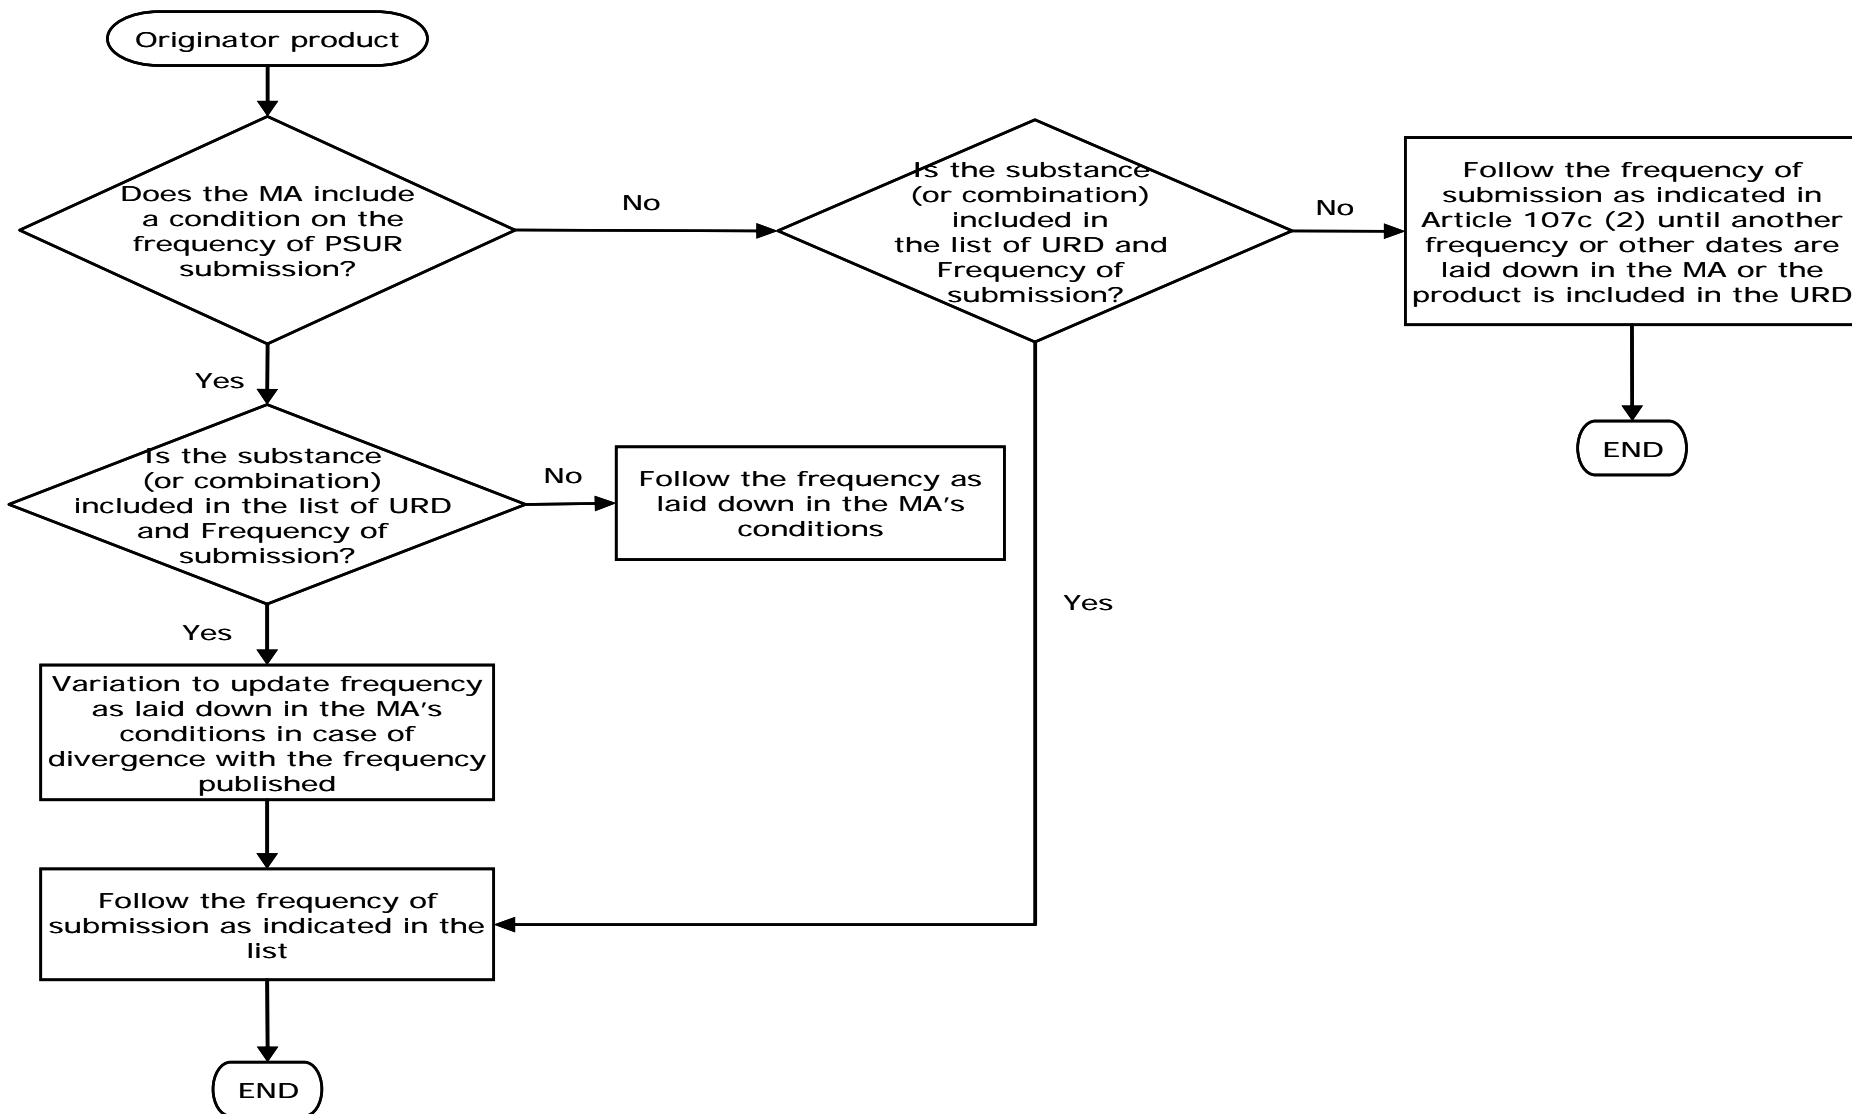 Originator product
Does the MA include
a condition on the
frequency of PSUR
submission?
No
Is the substance
(or combination)
included in
the list of URD and
Frequency of
submission?
No
Follow the frequency of
submission as indicated in
Article 107c (2) until another
frequency or other dates are
laid down in the MA or the
product is included in the URD
END
Yes
Is the substance
(or combination)
included in the list of URD
and Frequency of
submission?
No
Follow the frequency as
laid down in the MA’s
conditions
Yes
Yes
Variation to update frequency
as laid down in the MA’s
conditions in case of
divergence with the frequency
published
Follow the frequency of
submission as indicated in the
list
END